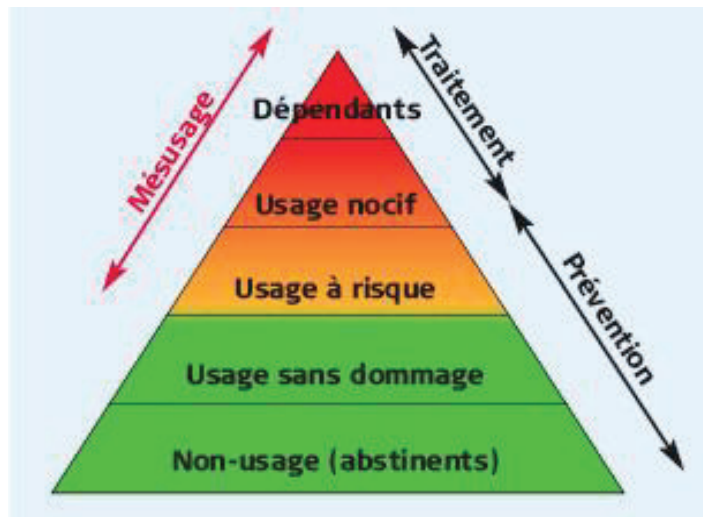 Mésusage
Traitement
Prévention
Dépendants
Usage nocif
Usage à risque
Usage sans dommage
Non-usage (abstinents)